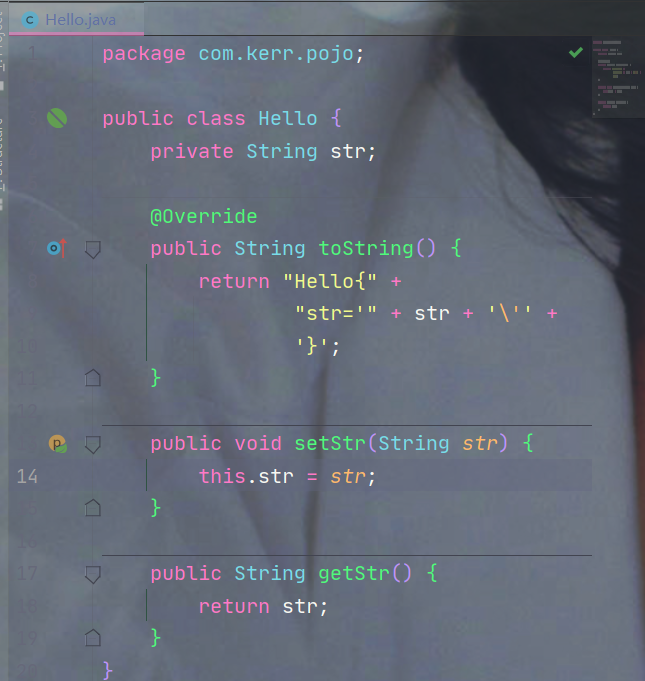 Hello.java
package com.kerr.pojo;
public class Hello {
private String str;
@Override
public String toString() {
return "Hello{" +
"str='" + str + '\'' +
'}';
}
public void setStr(String str) {
14 this.str = str;
}
17 public String getStr() {
return str;
19 }
}